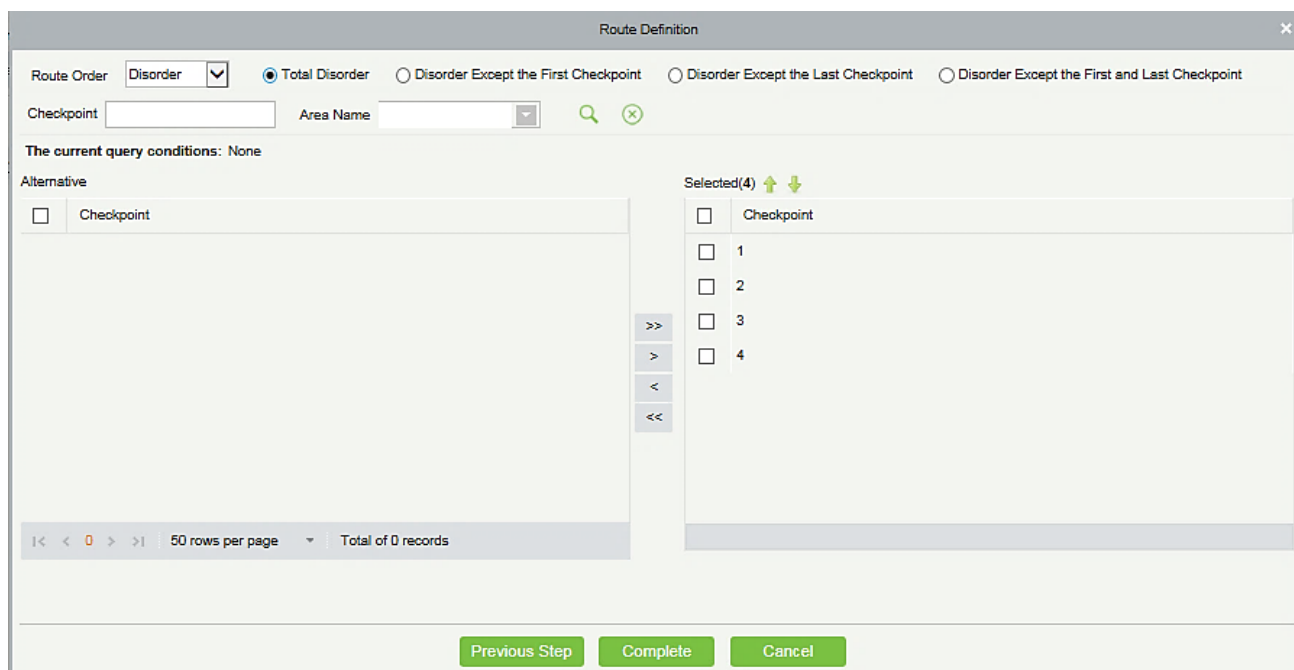 Route Definition ×
Route Order Disorder Total Disorder Disorder Except the First Checkpoint Disorder Except the Last Checkpoint Disorder Except the First and Last Checkpoint
Checkpoint Area Name
The current query conditions: None
Alternative
Selected(4)
Checkpoint
Checkpoint
1
2
3
4
>>
>
<
<<
|< < 0 > >| 50 rows per page Total of 0 records
Previous Step Complete Cancel